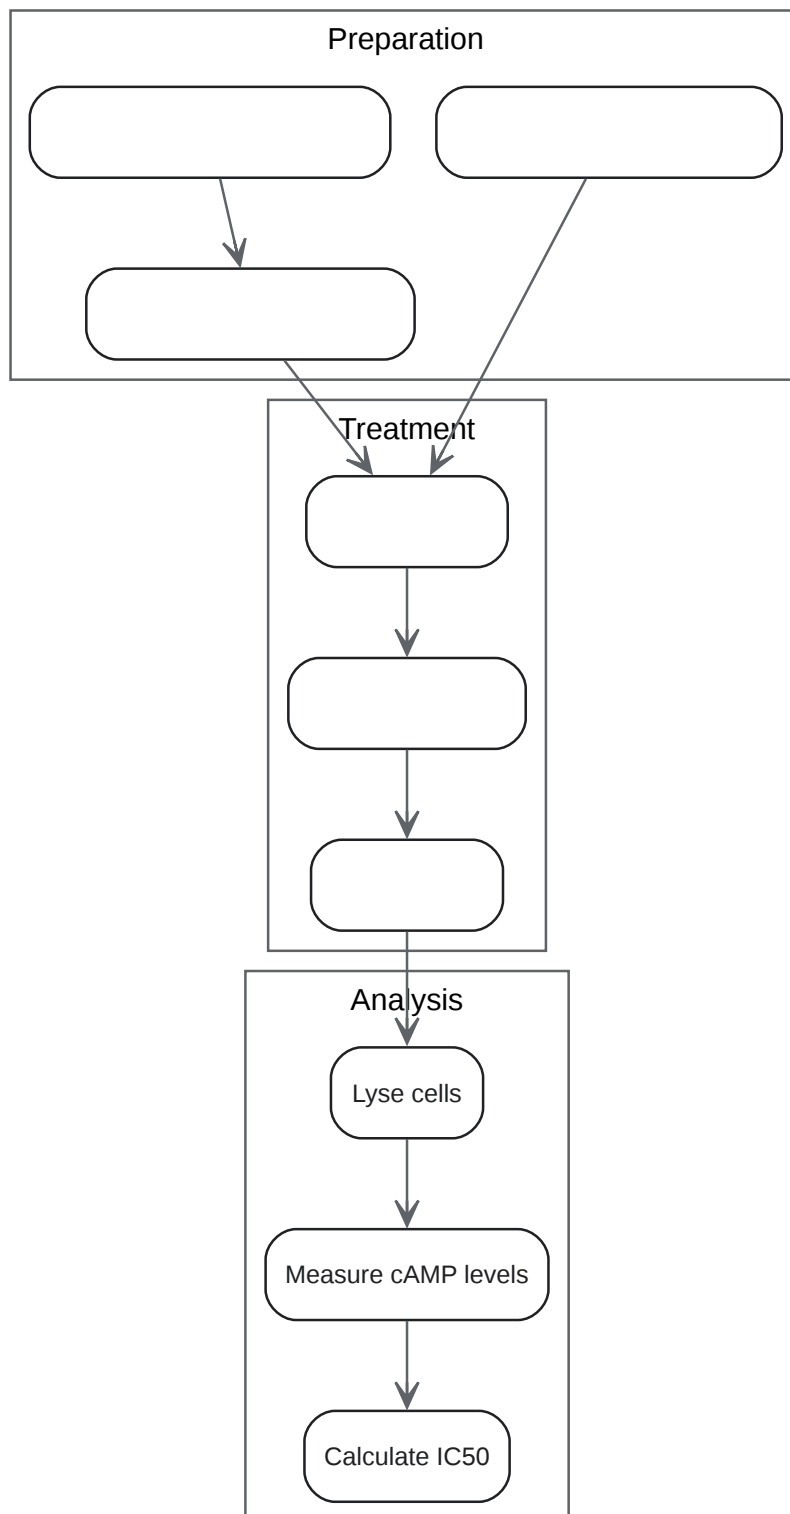 Preparation
Treatment
Analysis
Lyse cells
Measure cAMP levels
Calculate IC50